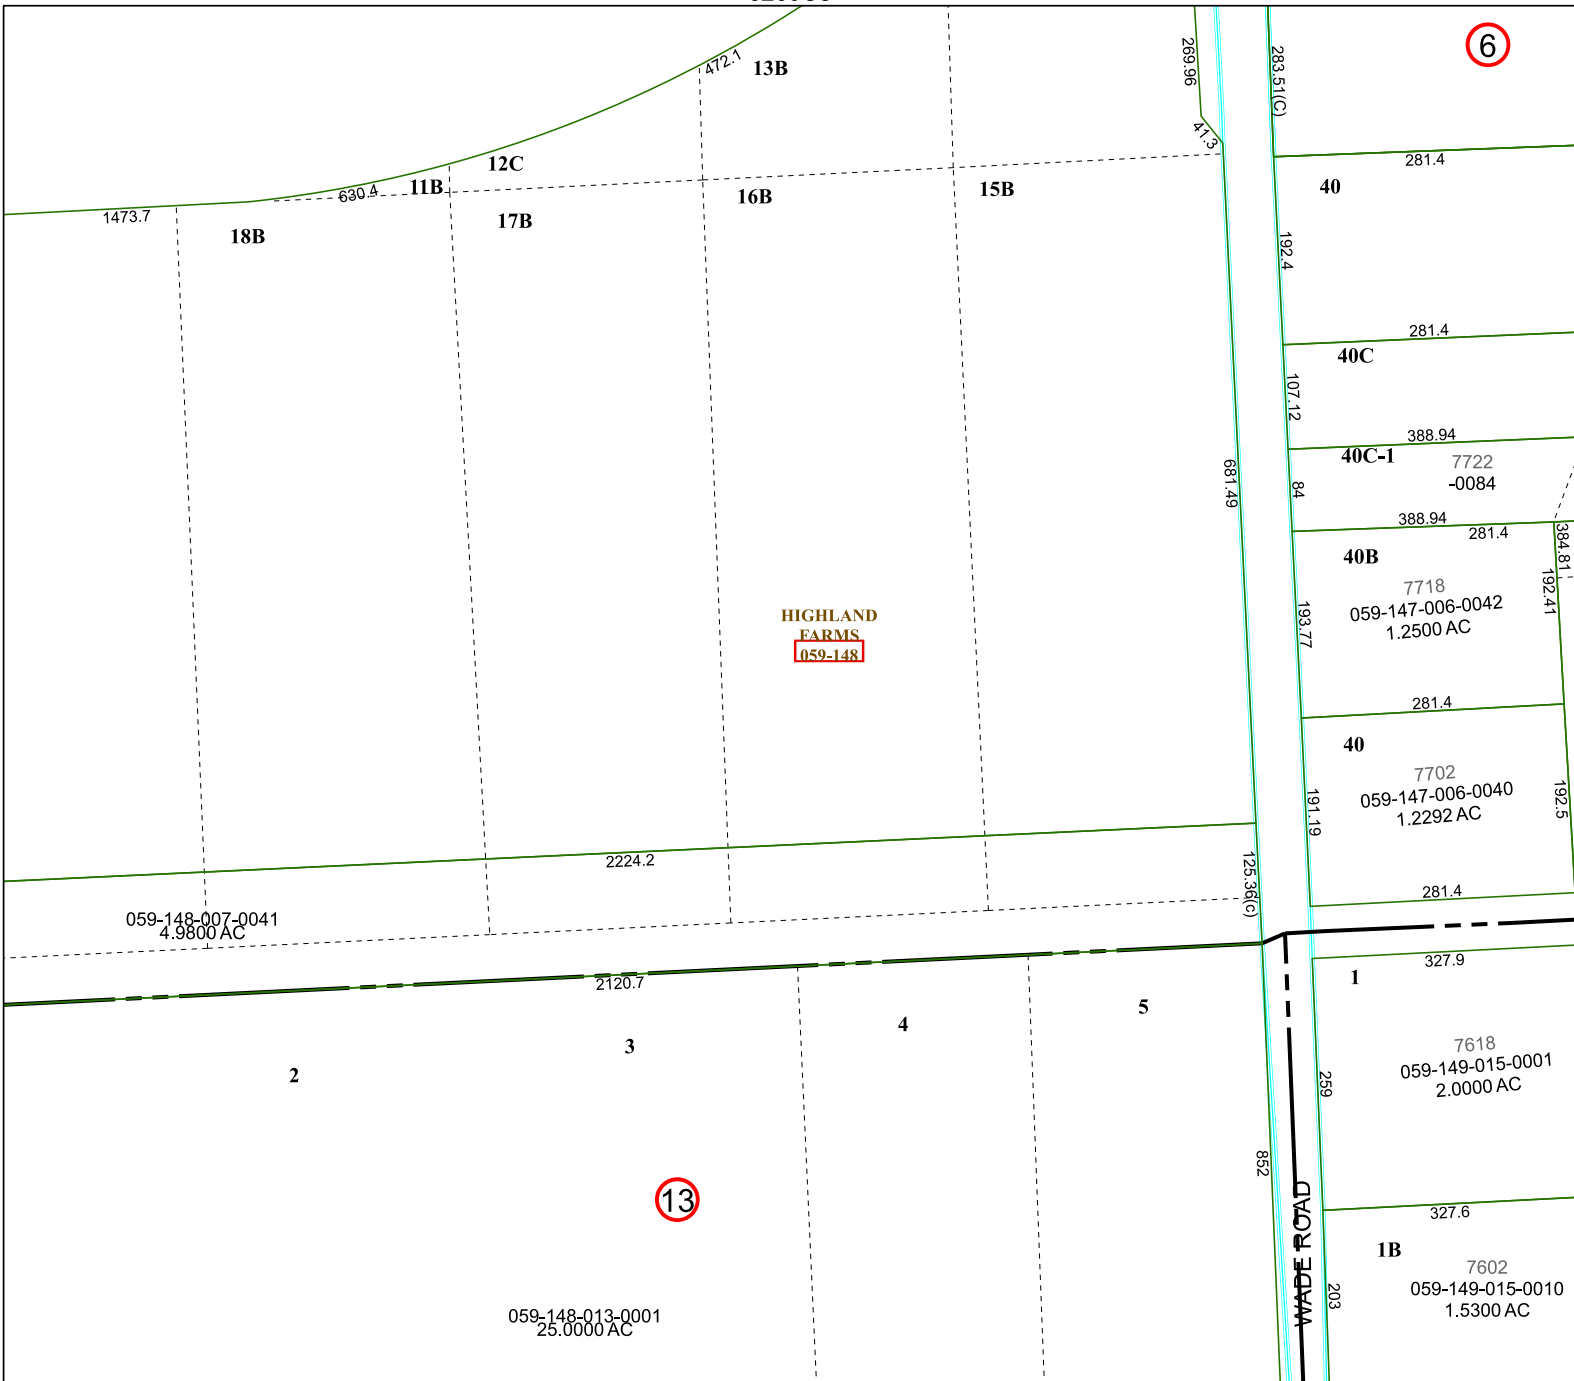 6
269.96
283.51(C)
472.1
13B
41.3
281.4
12C
11B
630.4
40
15B
16B
1473.7
17B
18B
192.4
281.4
40C
107.12
388.94
40C-1
7722
-0084
681.49
84
388.94
281.4
384.81
40B
7718
059-147-006-0042
1.2500 AC
192.41
193.77
HIGHLAND
FARMS
059-148
281.4
40
7702
059-147-006-0040
1.2292 AC
191.19
192.5
2224.2
125.36(c)
281.4
059-148-007-0041
4.9800 AC
2120.7
327.9
1
5
4
3
2
7618
059-149-015-0001
2.0000 AC
259
852
13
WADE ROAD
327.6
1B
7602
059-149-015-0010
1.5300 AC
203
059-148-013-0001
25.0000 AC